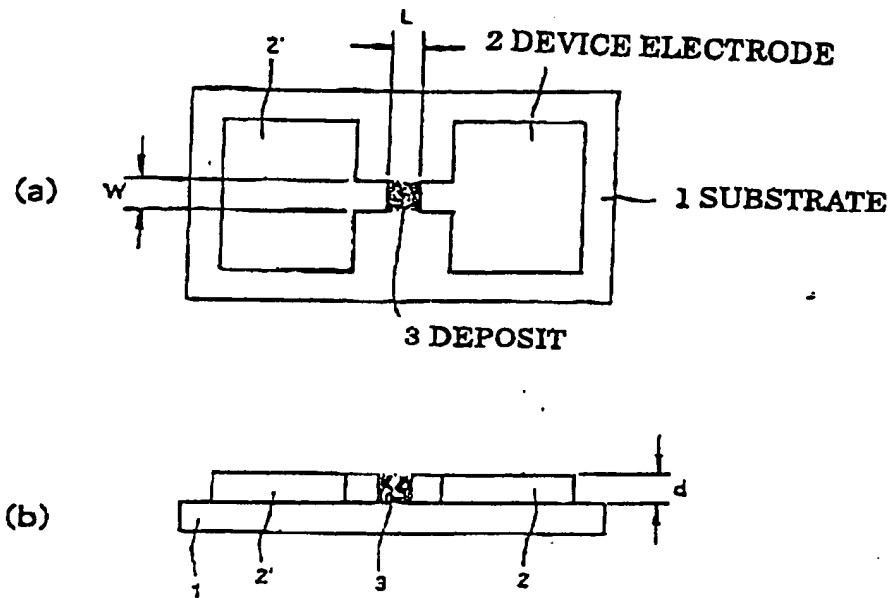 L
2' 2 DEVICE ELECTRODE
(a) W 1 SUBSTRATE
3 DEPOSIT
(b) d
1 2' 3 2